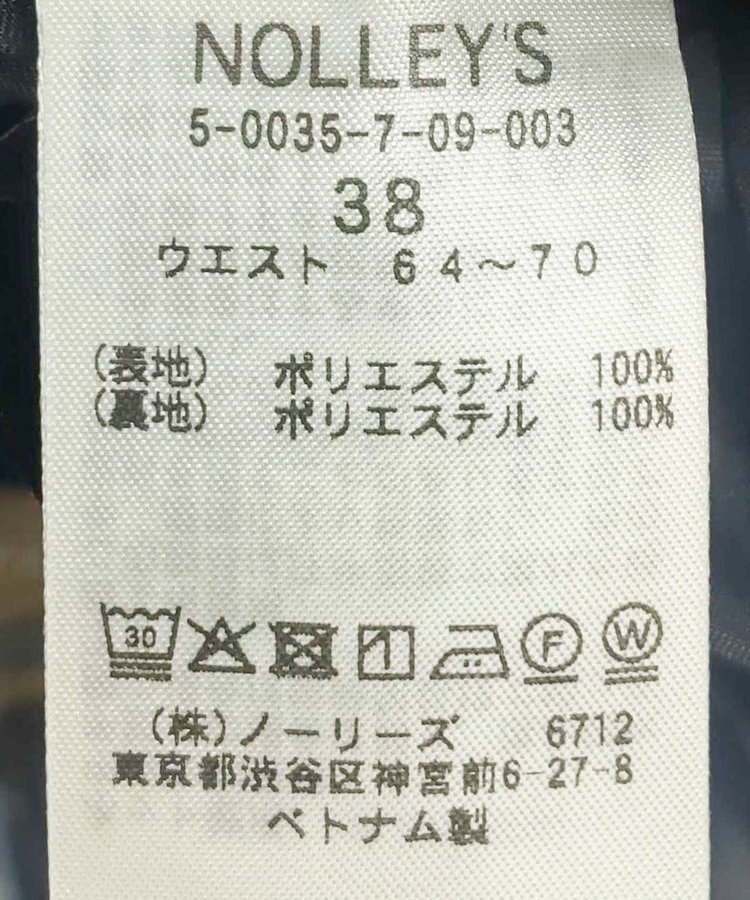 NOLLEY'S
5-0035-7-09-003
38
ウエスト 64～70
(表地) ポリエステル 100%
(裏地) ポリエステル 100%
30 F W
(株)ノーリーズ 6712
東京都渋谷区神宮前6-27-8
ベトナム製